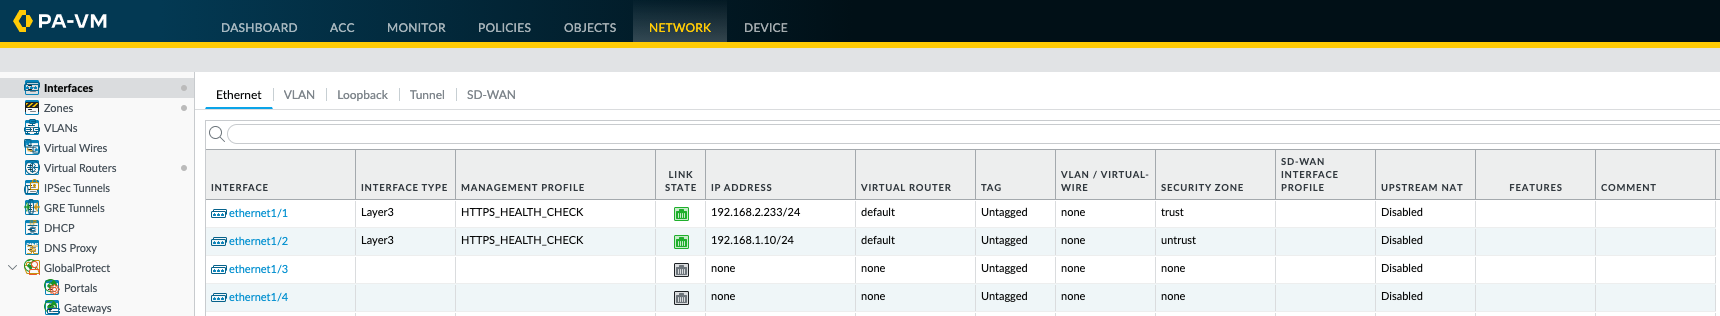 PA-VM
DASHBOARD ACC MONITOR POLICIES OBJECTS NETWORK DEVICE
Interfaces
Zones
VLANs
Virtual Wires
Virtual Routers
IPSec Tunnels
GRE Tunnels
DHCP
DNS Proxy
GlobalProtect
Portals
Gateways
Ethernet VLAN Loopback Tunnel SD-WAN
INTERFACE INTERFACE TYPE MANAGEMENT PROFILE LINK STATE IP ADDRESS VIRTUAL ROUTER TAG VLAN / VIRTUAL-WIRE SECURITY ZONE SD-WAN INTERFACE PROFILE UPSTREAM NAT FEATURES COMMENT
ethernet1/1 Layer3 HTTPS_HEALTH_CHECK 192.168.2.233/24 default Untagged none trust Disabled
ethernet1/2 Layer3 HTTPS_HEALTH_CHECK 192.168.1.10/24 default Untagged none untrust Disabled
ethernet1/3 none none Untagged none none Disabled
ethernet1/4 none none Untagged none none Disabled